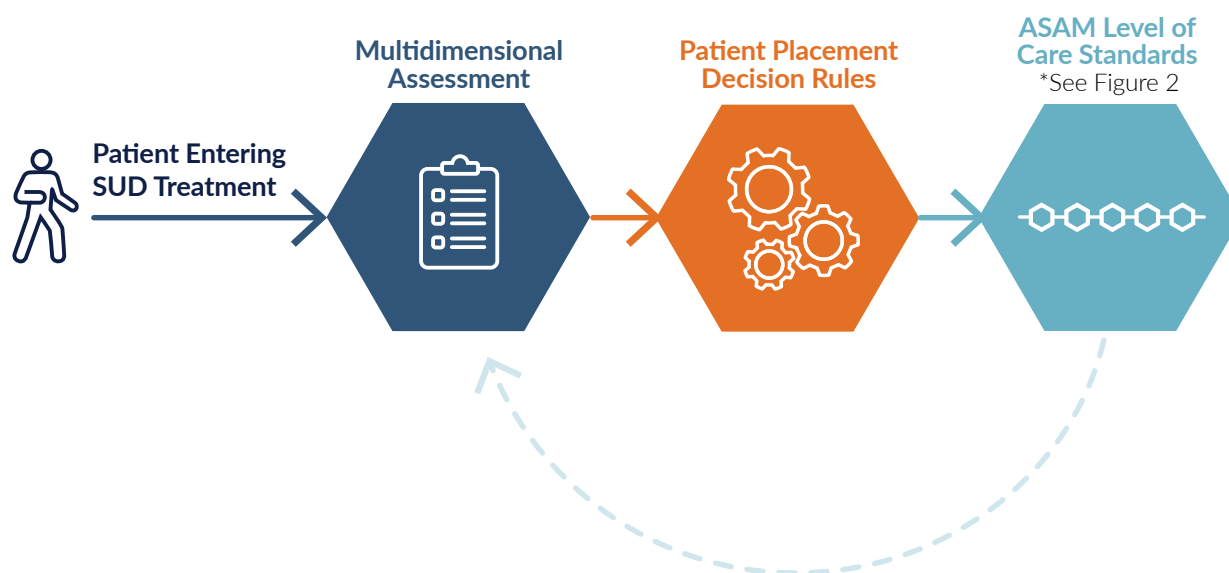 Patient Entering
SUD Treatment
Multidimensional
Assessment
Patient Placement
Decision Rules
ASAM Level of
Care Standards
*See Figure 2